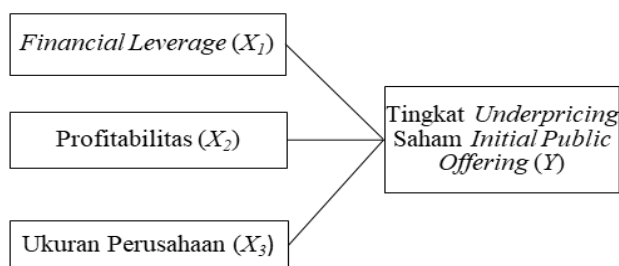 Financial Leverage (X1)
Profitabilitas (X2)
Ukuran Perusahaan (X3)
Tingkat Underpricing
Saham Initial Public
Offering (Y)